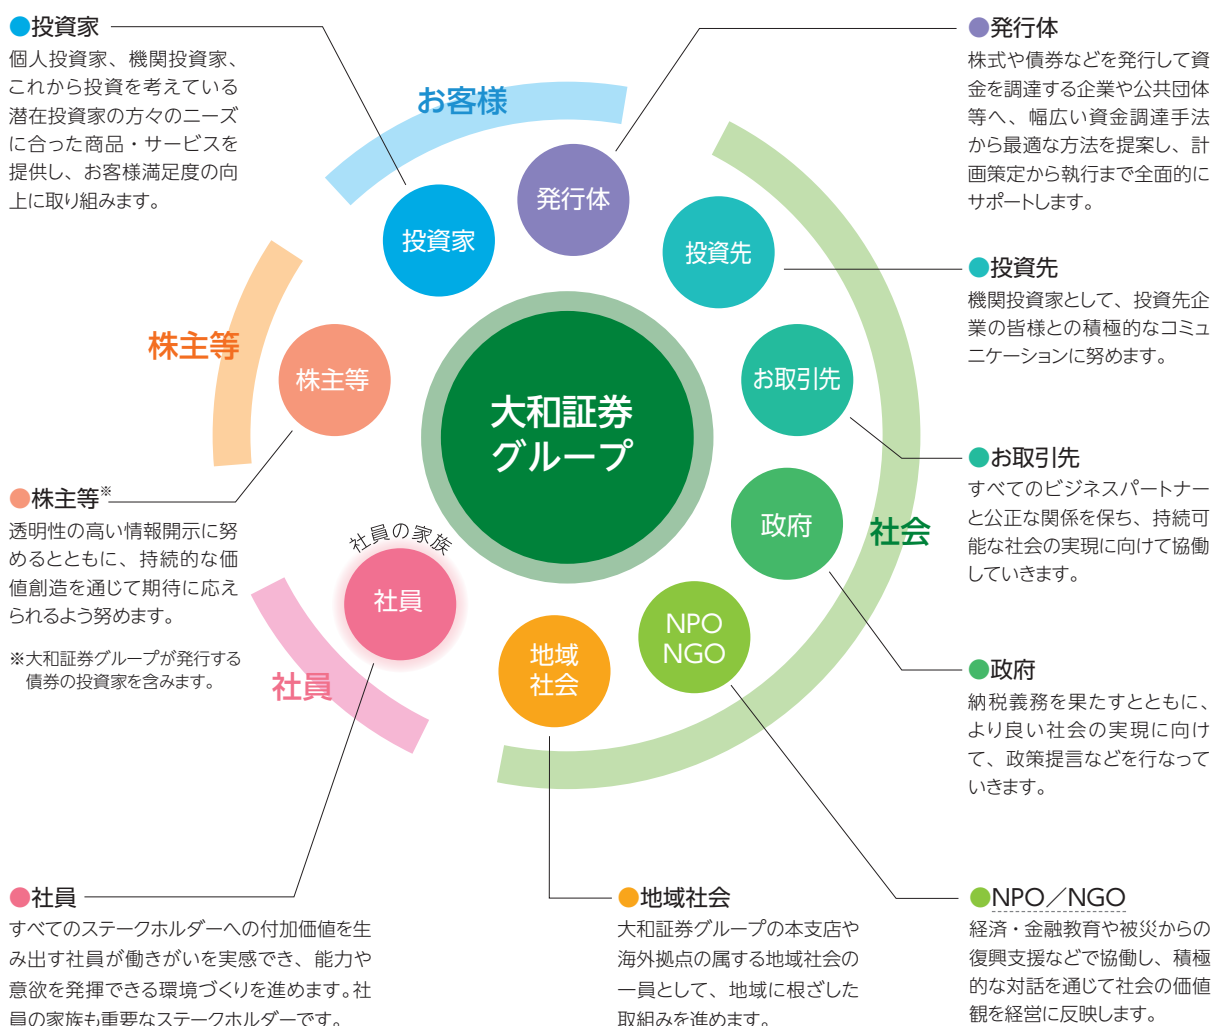 ●投資家
個人投資家、機関投資家、
これから投資を考えている
潜在投資家の方々のニーズ
に合った商品・サービスを
提供し、お客様満足度の向
上に取り組みます。
●発行体
株式や債券などを発行して資
金を調達する企業や公共団体
等へ、幅広い資金調達手法
から最適な方法を提案し、計
画策定から執行まで全面的に
サポートします。
お客様
発行体
投資家
投資先
●投資先
機関投資家として、投資先企
業の皆様との積極的なコミュ
ニケーションに努めます。
株主等
株主等
お取引先
大和証券
グループ
●お取引先
すべてのビジネスパートナー
と公正な関係を保ち、持続可
能な社会の実現に向けて協働
していきます。
●株主等※
透明性の高い情報開示に努
めるとともに、持続的な価
値創造を通じて期待に応え
られるよう努めます。
※大和証券グループが発行する
債券の投資家を含みます。
政府
社会
社員の家族
社員
社員
NPO
NGO
地域
社会
●政府
納税義務を果たすとともに、
より良い社会の実現に向け
て、政策提言などを行なって
いきます。
●社員
すべてのステークホルダーへの付加価値を生
み出す社員が働きがいを実感でき、能力や
意欲を発揮できる環境づくりを進めます。社
員の家族も重要なステークホルダーです。
●地域社会
大和証券グループの本支店や
海外拠点の属する地域社会の
一員として、地域に根ざした
取組みを進めます。
●NPO／NGO
経済・金融教育や被災からの
復興支援などで協働し、積極
的な対話を通じて社会の価値
観を経営に反映します。